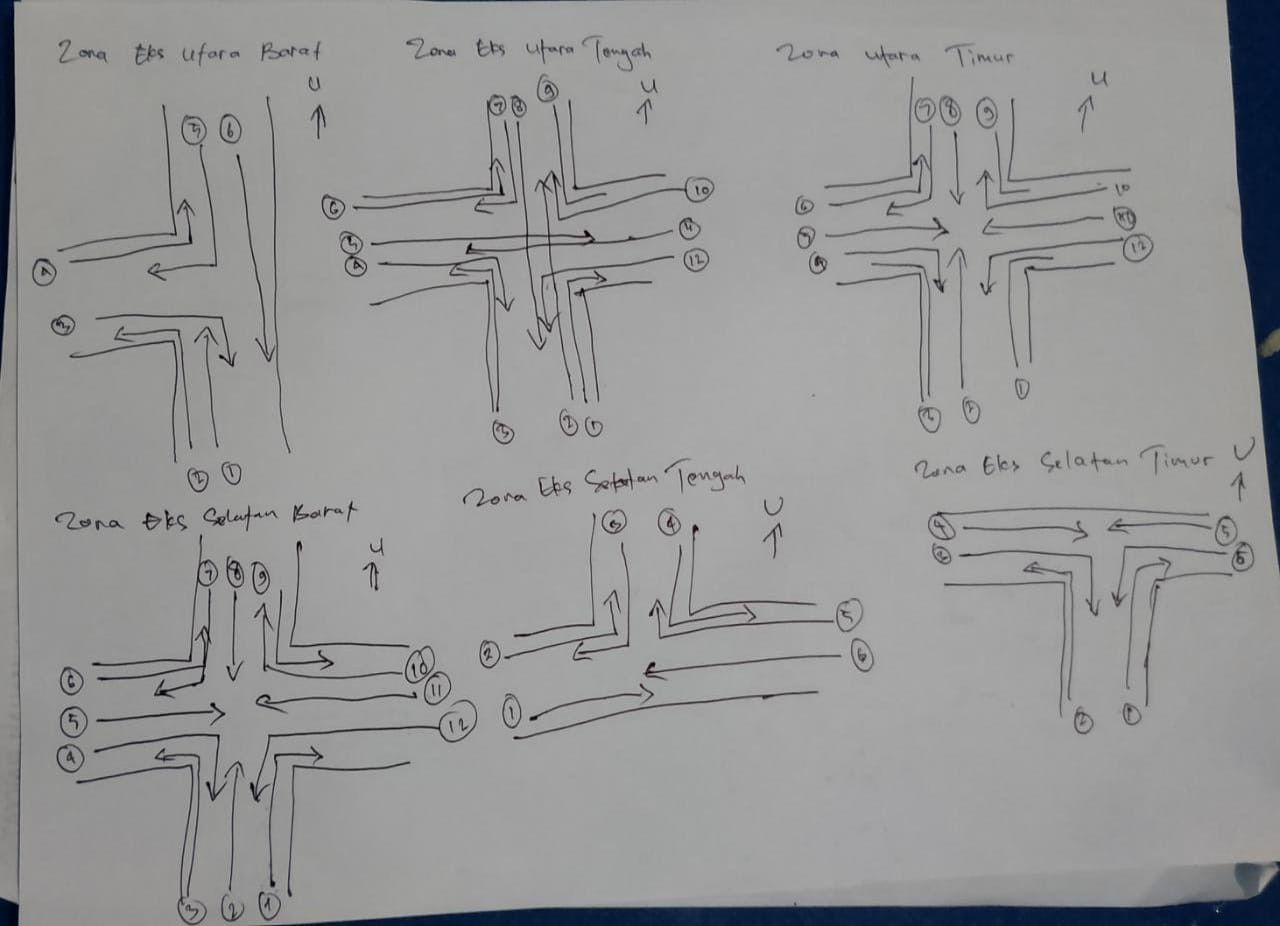 Zona Eks Utara Barat
U
5 6
4
3
2 1
Zona Eks Utara Tengah
U
7 8 9
6 10
5 11
4 12
3 2 1
Zona Utara Timur
U
7 8 9
6 10
5 11
4 12
3 2 1
Zona Eks Selatan Barat
U
7 8 9
6 10
5 11
4 12
3 2 1
Zona Eks Selatan Tengah
U
3 4
2 5
1 6
Zona Eks Selatan Timur
U
4 5
3 6
2 1